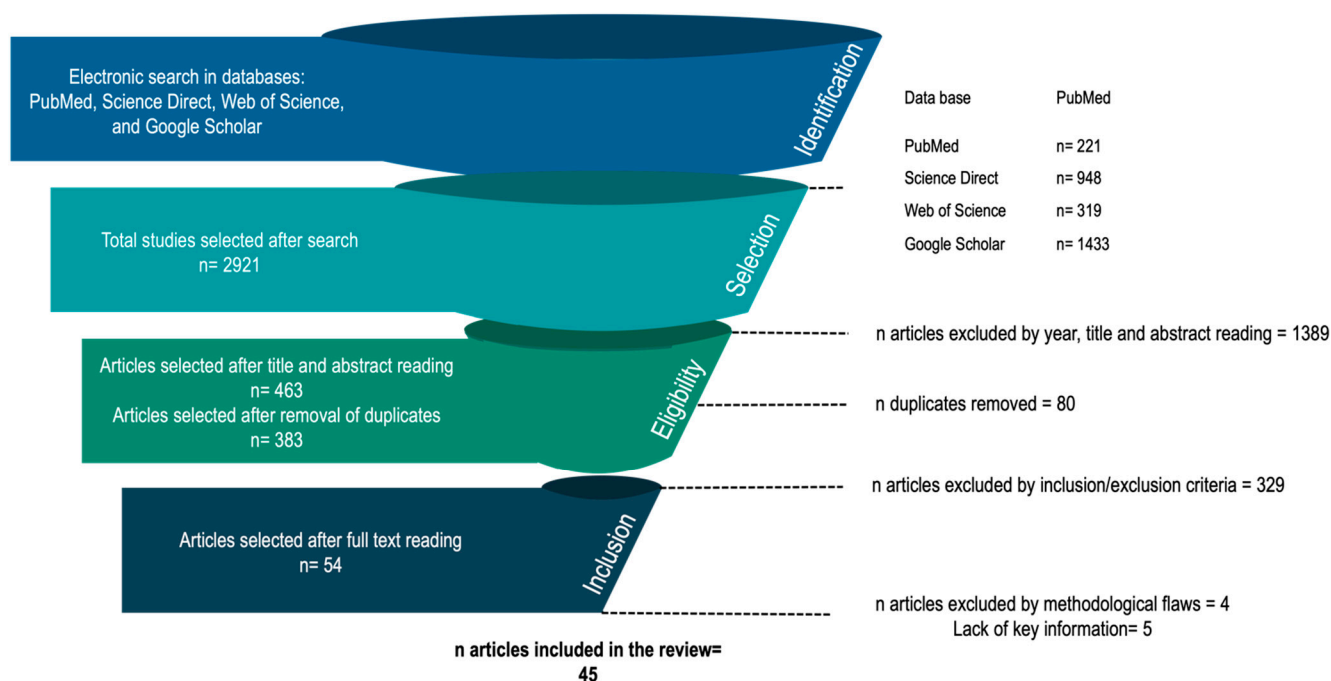 Electronic search in databases:
PubMed, Science Direct, Web of Science,
and Google Scholar
Identification
Data base PubMed
PubMed n= 221
Science Direct n= 948
Web of Science n= 319
Google Scholar n= 1433
Total studies selected after search
n= 2921
Selection
n articles excluded by year, title and abstract reading = 1389
Articles selected after title and abstract reading
n= 463
Articles selected after removal of duplicates
n= 383
Eligibility
n duplicates removed = 80
n articles excluded by inclusion/exclusion criteria = 329
Articles selected after full text reading
n= 54
Inclusion
n articles excluded by methodological flaws = 4
Lack of key information= 5
n articles included in the review=
45